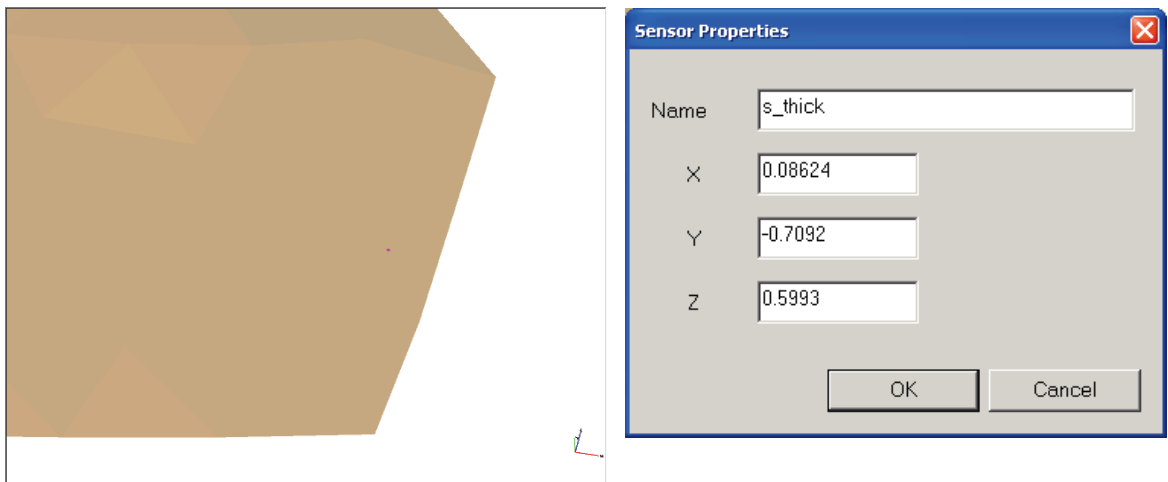 Sensor Properties
Name s_thick
X 0.08624
Y -0.7092
Z 0.5993
OK Cancel